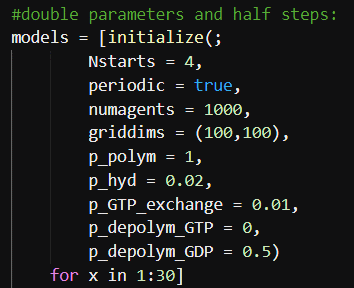 #double parameters and half steps:
models = [initialize(;
Nstarts = 4,
periodic = true,
numagents = 1000,
griddims = (100,100),
p_polym = 1,
p_hyd = 0.02,
p_GTP_exchange = 0.01,
p_depolym_GTP = 0,
p_depolym_GDP = 0.5)
for x in 1:30]